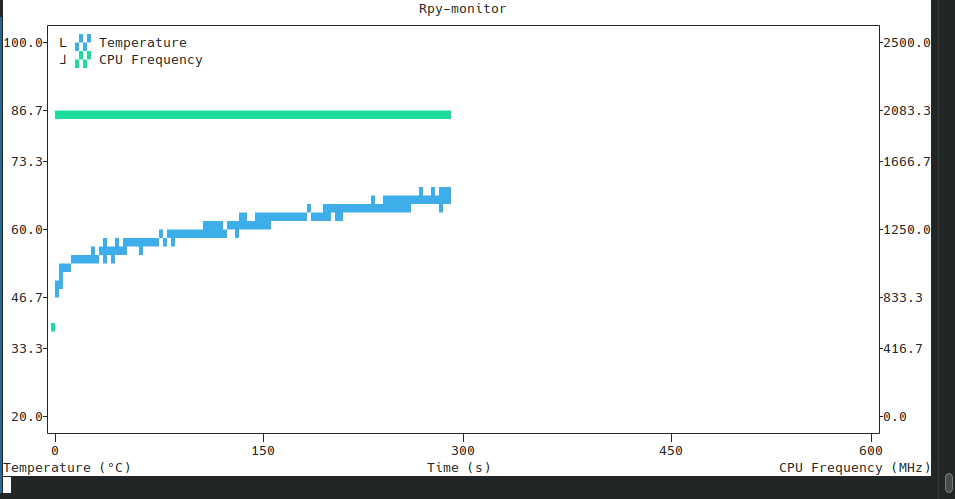 Rpy-monitor
100.0 2500.0
L Temperature
┘ CPU Frequency
86.7 2083.3
73.3 1666.7
60.0 1250.0
46.7 833.3
33.3 416.7
20.0 0.0
0 150 300 450 600
Temperature (°C) Time (s) CPU Frequency (MHz)